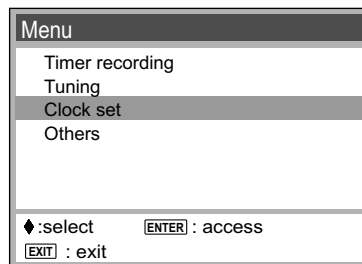 Menu
Timer recording
Tuning
Clock set
Others
♦:select ENTER : access
EXIT : exit